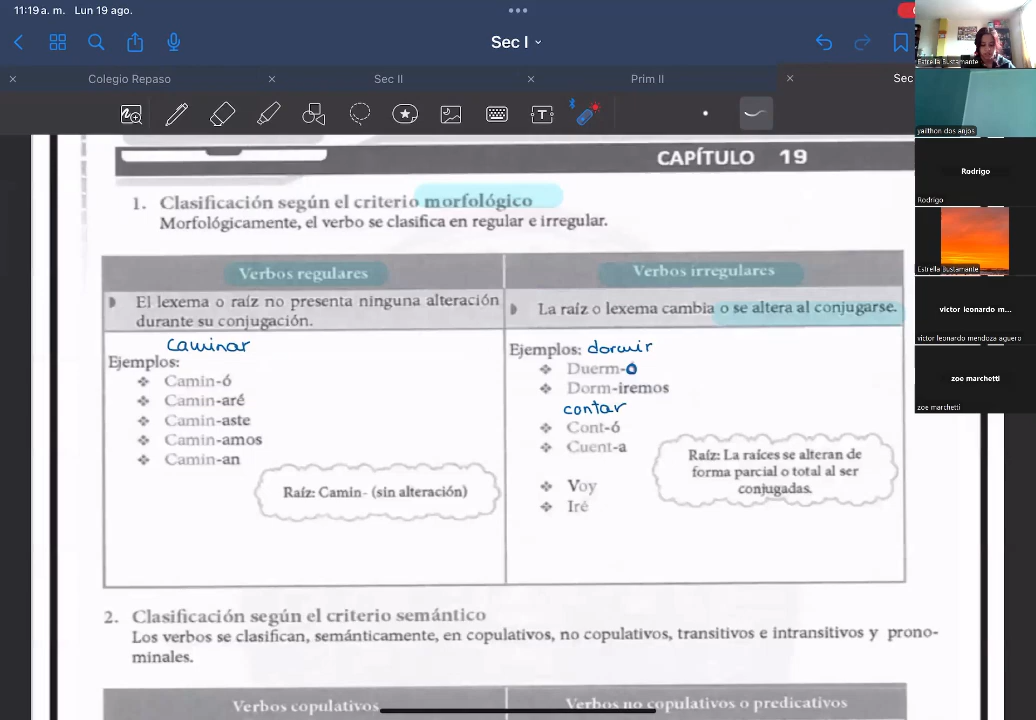 11:19 a. m. Lun 19 ago.
Sec I
Colegio Repaso
Sec II
Prim II
Sec
CAPÍTULO 19
1. Clasificación según el criterio morfológico
Morfológicamente, el verbo se clasifica en regular e irregular.
Verbos regulares
Verbos irregulares
El lexema o raíz no presenta ninguna alteración
durante su conjugación.
La raíz o lexema cambia o se altera al conjugarse.
caminar
Ejemplos:
Camin-ó
Camin-aré
Camin-aste
Camin-amos
Camin-an
Raíz: Camin- (sin alteración)
Ejemplos: dormir
Duerm-o
Dorm-iremos
contar
Cont-ó
Cuent-a
Voy
Iré
Raíz: La raíces se alteran de
forma parcial o total al ser
conjugadas.
2. Clasificación según el criterio semántico
Los verbos se clasifican, semánticamente, en copulativos, no copulativos, transitivos e intransitivos y prono-
minales.
Verbos copulativos
Verbos no copulativos o predicativos
Estrella Bustamante
yailthon dos anjos
Rodrigo
Rodrigo
Estrella Bustamante
victor leonardo m...
victor leonardo mendoza aguero
zoe marchetti
zoe marchetti